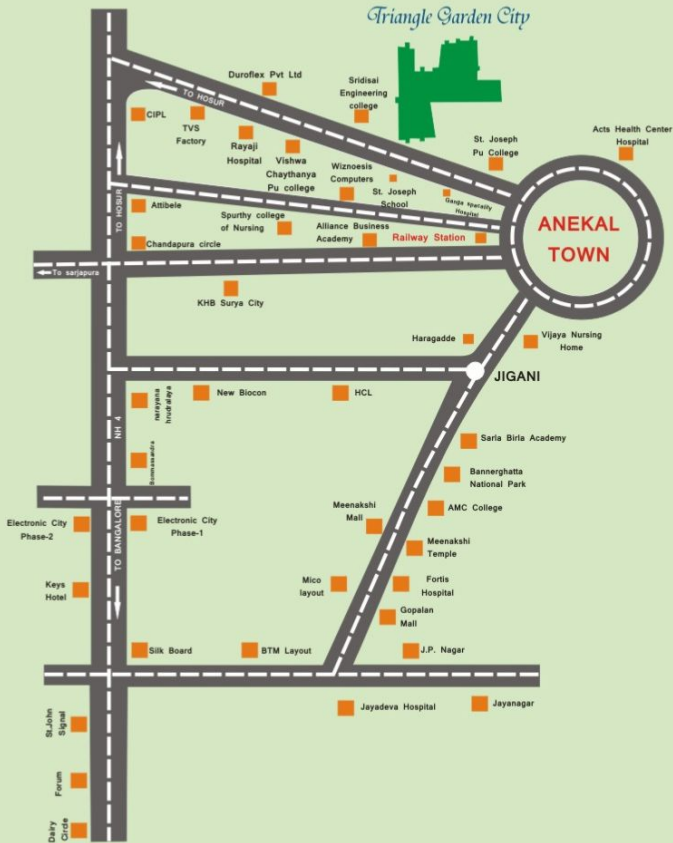 Triangle Garden City
Duroflex Pvt Ltd
Sridisai
Engineering
college
TO HOSUR
CIPL
TVS
Factory
Rayaji
Hospital
Vishwa
Chaythanya
Pu college
Wiznoesis
Computers
St. Joseph
School
St. Joseph
Pu College
Acts Health Center
Hospital
Gauja sparality
Hospital
TO HOSUR
Attibele
Spurthy college
of Nursing
Alliance Business
Academy
Railway Station
ANEKAL
TOWN
Chandapura circle
To sarjapura
KHB Surya City
Haragadde
Vijaya Nursing
Home
JIGANI
narayana
hrudralaya
New Biocon
HCL
NH 4
Bommassandra
Sarla Birla Academy
Bannerghatta
National Park
AMC College
Meenakshi
Mall
Meenakshi
Temple
Electronic City
Phase-2
Electronic City
Phase-1
TO BANGALORE
Keys
Hotel
Mico
layout
Fortis
Hospital
Gopalan
Mall
Silk Board
BTM Layout
J.P. Nagar
Jayadeva Hospital
Jayanagar
St.John
Signal
Forum
Dairy
Circle